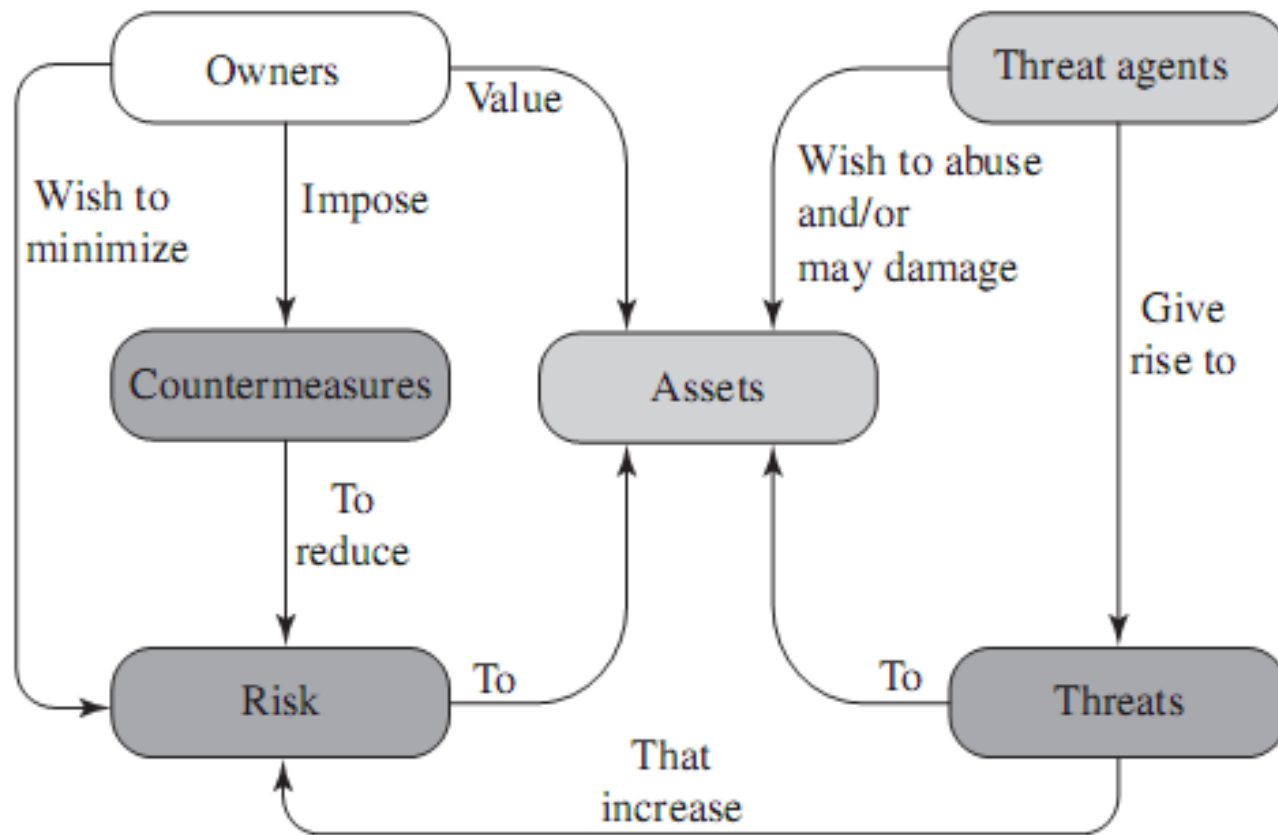 Owners
Value
Threat agents
Wish to
minimize
Impose
Wish to abuse
and/or
may damage
Give
rise to
Countermeasures
Assets
To
reduce
Risk
To
To
Threats
That
increase